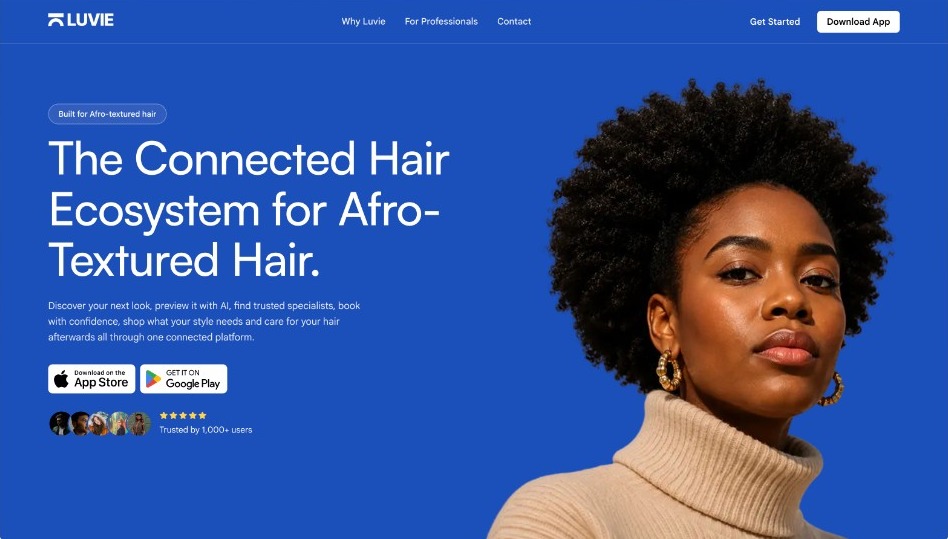 LUVIE
Why Luvie
For Professionals
Contact
Get Started
Download App
Built for Afro-textured hair
The Connected Hair
Ecosystem for Afro-
Textured Hair.
Discover your next look, preview it with AI, find trusted specialists, book
with confidence, shop what your style needs and care for your hair
afterwards all through one connected platform.
Download on the
App Store
GET IT ON
Google Play
Trusted by 1,000+ users